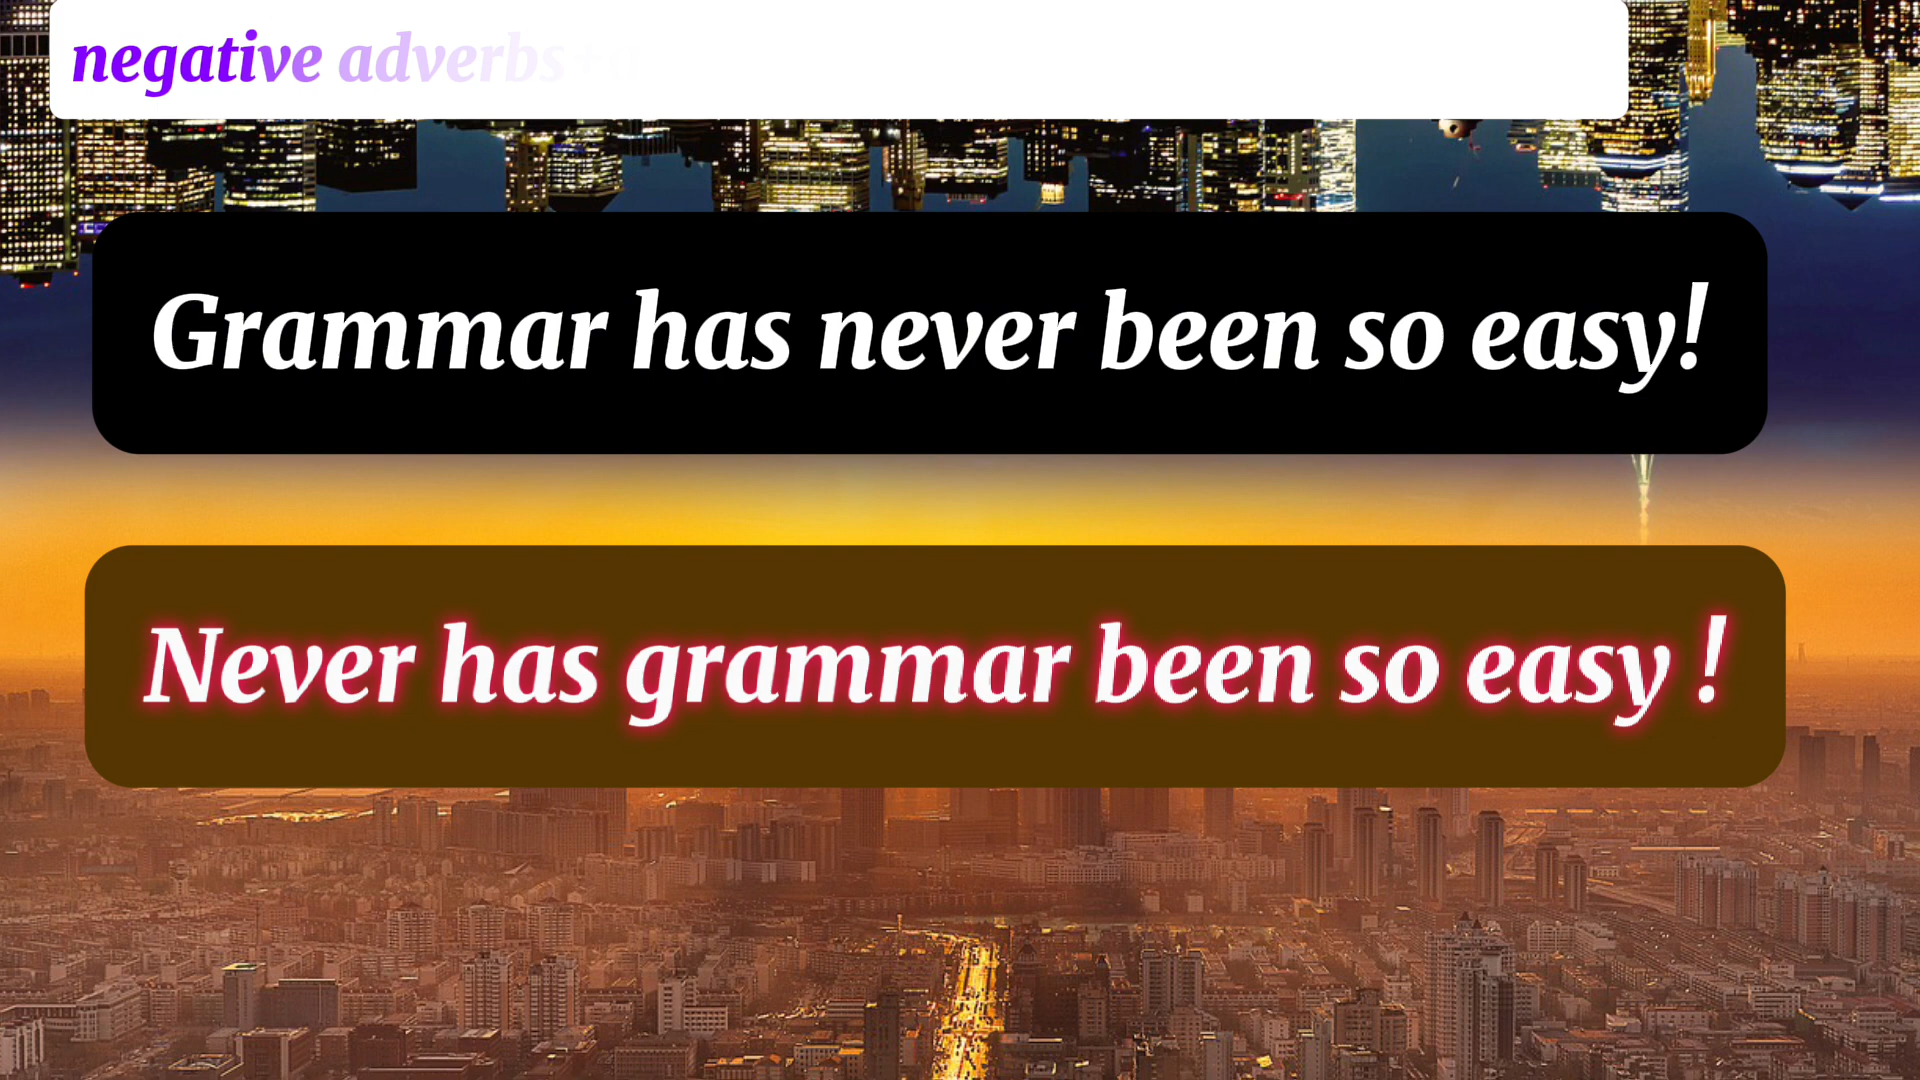 negative adverbs
Grammar has never been so easy!
Never has grammar been so easy !